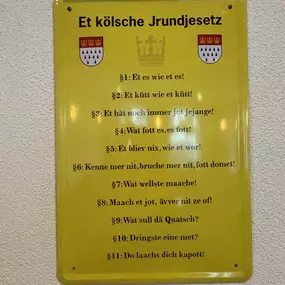 Et kölsche Jrundjesetz
§1: Et es wie et es!
§2: Et kütt wie et kütt!
§3: Et hät noch immer jot jejange!
§4: Wat fott es, es fott!
§5: Et bliev nix, wie et wor!
§6: Kenne mer nit, bruche mer nit, fott domet!
§7: Wat wellste maache!
§8: Maach et jot, ävver nit ze of!
§9: Wat sull dä Quatsch?
§10: Dringste eine met?
§11: Do laachs dich kapott!